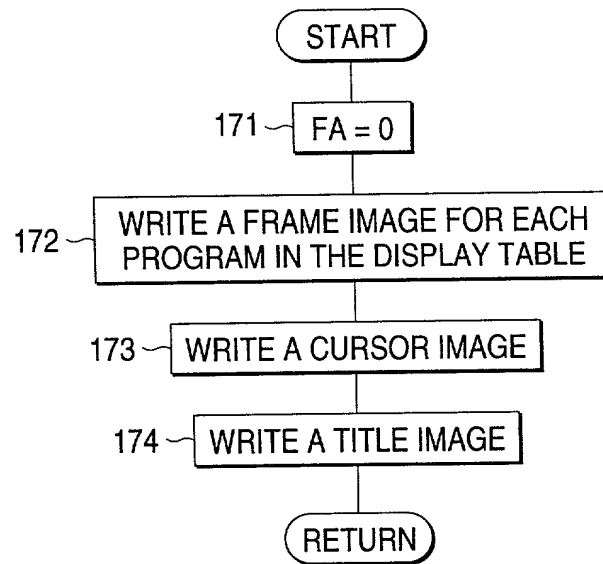 START
171
FA = 0
172
WRITE A FRAME IMAGE FOR EACH
PROGRAM IN THE DISPLAY TABLE
173
WRITE A CURSOR IMAGE
174
WRITE A TITLE IMAGE
RETURN